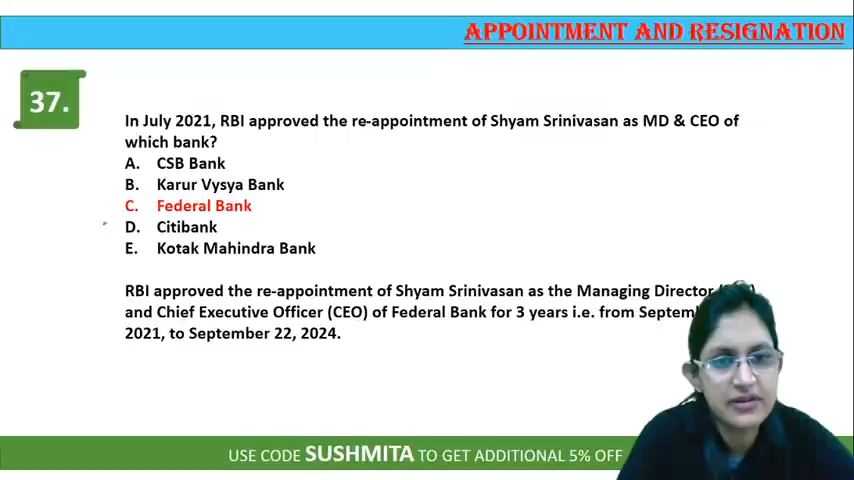 APPOINTMENT AND RESIGNATION
37.
In July 2021, RBI approved the re-appointment of Shyam Srinivasan as MD & CEO of
which bank?
A. CSB Bank
B. Karur Vysya Bank
C. Federal Bank
D. Citibank
E. Kotak Mahindra Bank
RBI approved the re-appointment of Shyam Srinivasan as the Managing Director
and Chief Executive Officer (CEO) of Federal Bank for 3 years i.e. from
2021, to September 22, 2024.
USE CODE SUSHMITA TO GET ADDITIONAL 5% OFF